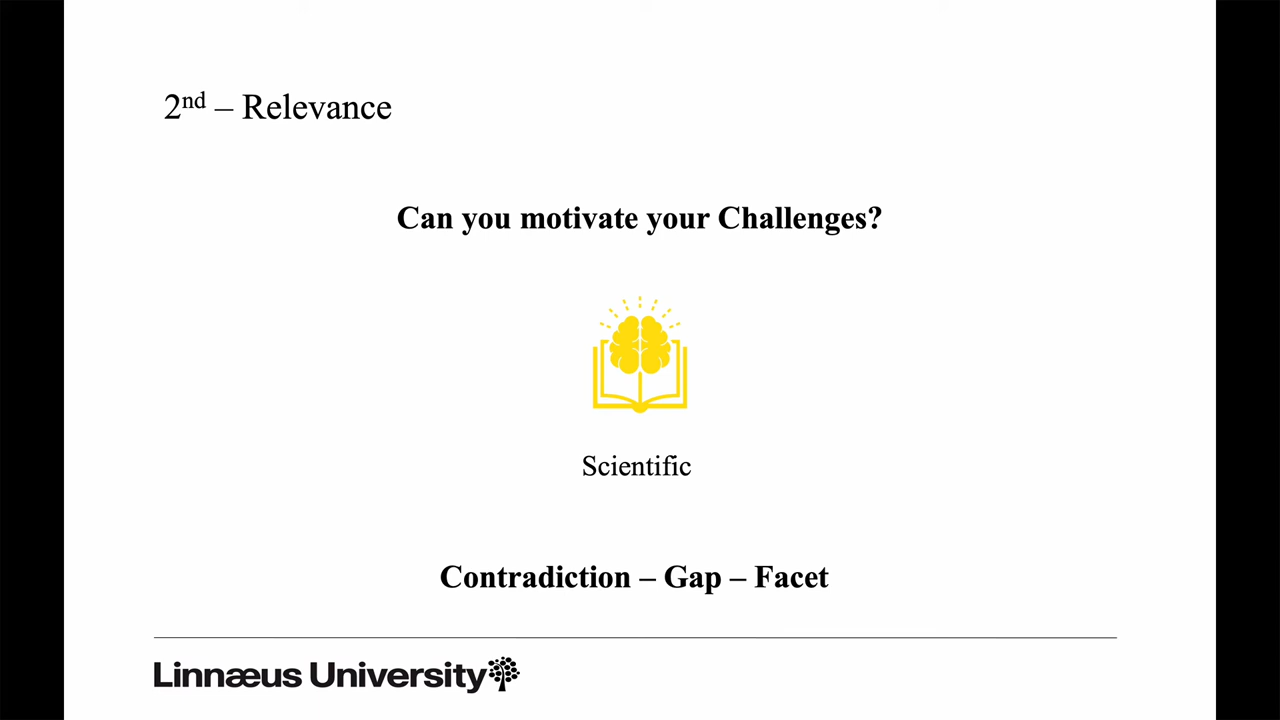 2nd – Relevance
Can you motivate your Challenges?
Scientific
Contradiction – Gap – Facet
Linnæus University